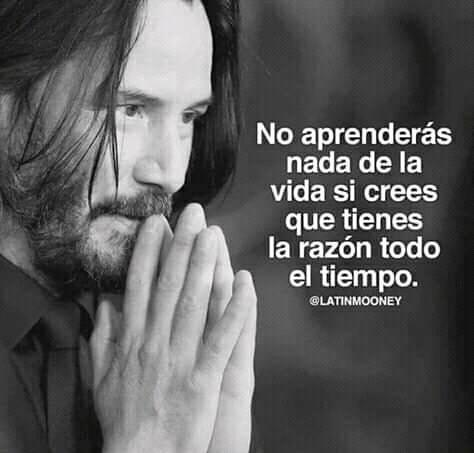 No aprenderás
nada de la
vida si crees
que tienes
la razón todo
el tiempo.
@LATINMOONEY